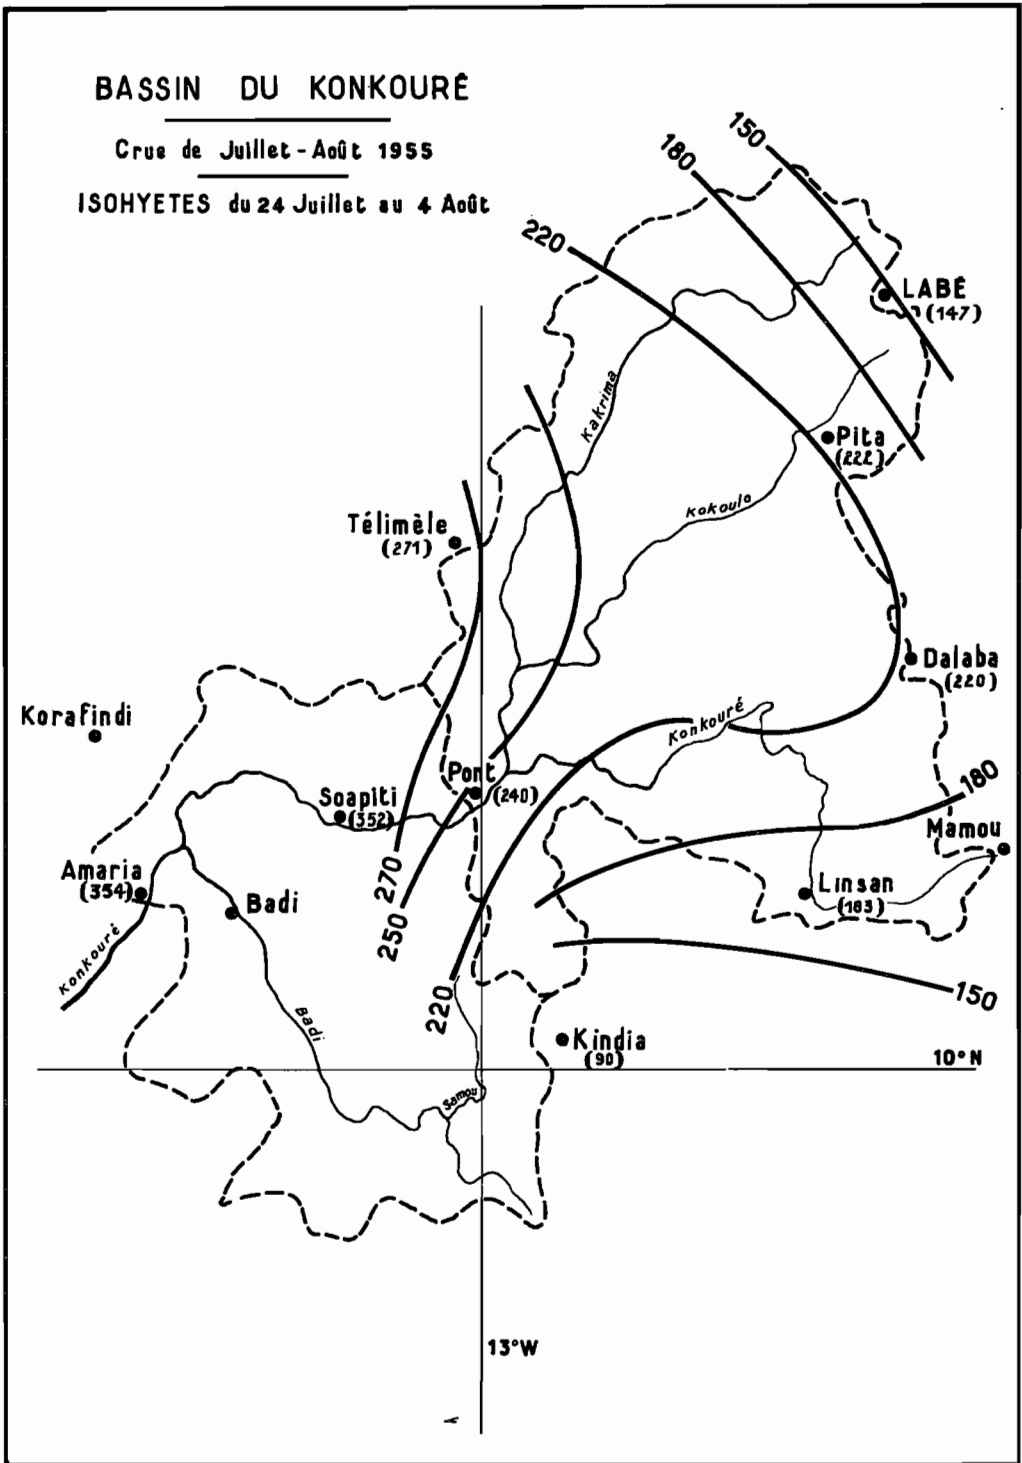 BASSIN DU KONKOURÉ
Crue de Juillet-Août 1955
ISOHYETES du 24 Juillet au 4 Août
150
180
220
LABÉ
(147)
Kakrima
Pita
(222)
Kokoulo
Télimèle
(271)
Dalaba
(220)
Korafindi
Konkouré
Pont
(240)
180
Soapiti
(352)
Mamou
Amaria
(354)
270
Linsan
(183)
Badi
250
Konkouré
220
150
Badi
Kindia
(90)
10°N
Samou
13°W